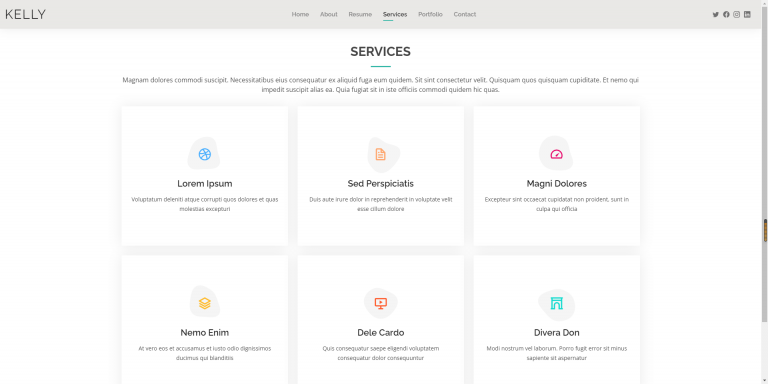 KELLY
Home About Resume Services Portfolio Contact
SERVICES
Magnam dolores commodi suscipit. Necessitatibus eius consequatur ex aliquid fuga eum quidem. Sit sint consectetur velit. Quisquam quos quisquam cupiditate. Et nemo qui
impedit suscipit alias ea. Quia fugiat sit in iste officiis commodi quidem hic quas.
Lorem Ipsum
Voluptatum deleniti atque corrupti quos dolores et quas
molestias excepturi
Sed Perspiciatis
Duis aute irure dolor in reprehenderit in voluptate velit
esse cillum dolore
Magni Dolores
Excepteur sint occaecat cupidatat non proident, sunt in
culpa qui officia
Nemo Enim
At vero eos et accusamus et iusto odio dignissimos
ducimus qui blanditiis
Dele Cardo
Quis consequatur saepe eligendi voluptatem
consequatur dolor consequuntur
Divera Don
Modi nostrum vel laborum. Porro fugit error sit minus
sapiente sit aspernatur